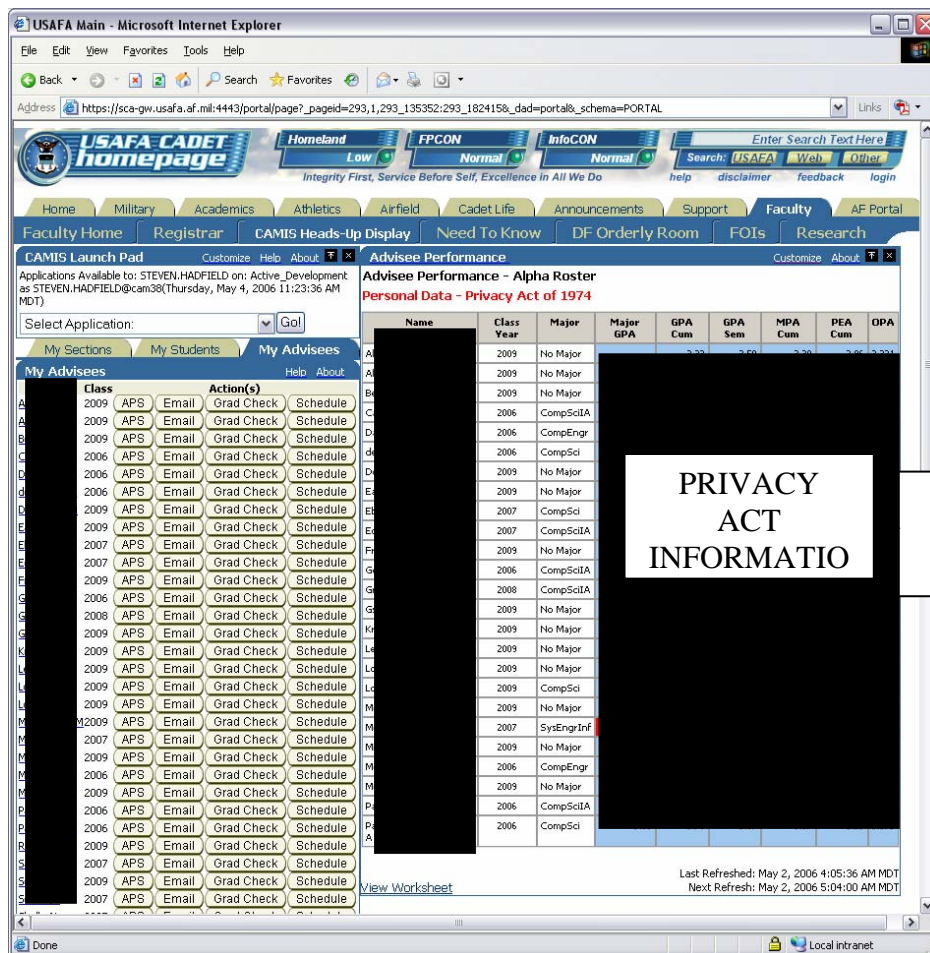 USAFA Main - Microsoft Internet Explorer
File Edit View Favorites Tools Help
Back Search Favorites
Address https://sca-gw.usafa.af.mil:4443/portal/page?_pageid=293,1,293_135352:293_182415&_dad=portal&_schema=PORTAL Links
USAFA CADET homepage
Homeland Low FPCON Normal InfoCON Normal
Enter Search Text Here
Search: USAFA Web Other
Integrity First, Service Before Self, Excellence in All We Do help disclaimer feedback login
Home Military Academics Athletics Airfield Cadet Life Announcements Support Faculty AF Portal
Faculty Home Registrar CAMIS Heads-Up Display Need To Know DF Orderly Room FOIs Research
CAMIS Launch Pad Customize Help About
Applications Available to: STEVEN.HADFIELD on: Active_Development
as STEVEN.HADFIELD@cam38(Thursday, May 4, 2006 11:23:36 AM
MDT)
Select Application: Go!
My Sections My Students My Advisees
My Advisees Help About
Class Action(s)
2009 APS Email Grad Check Schedule
2009 APS Email Grad Check Schedule
2009 APS Email Grad Check Schedule
2006 APS Email Grad Check Schedule
2006 APS Email Grad Check Schedule
2006 APS Email Grad Check Schedule
2009 APS Email Grad Check Schedule
2009 APS Email Grad Check Schedule
2007 APS Email Grad Check Schedule
2007 APS Email Grad Check Schedule
2009 APS Email Grad Check Schedule
2006 APS Email Grad Check Schedule
2008 APS Email Grad Check Schedule
2009 APS Email Grad Check Schedule
2009 APS Email Grad Check Schedule
2009 APS Email Grad Check Schedule
2009 APS Email Grad Check Schedule
2009 APS Email Grad Check Schedule
2009 APS Email Grad Check Schedule
2007 APS Email Grad Check Schedule
2009 APS Email Grad Check Schedule
2006 APS Email Grad Check Schedule
2009 APS Email Grad Check Schedule
2006 APS Email Grad Check Schedule
2006 APS Email Grad Check Schedule
2009 APS Email Grad Check Schedule
2007 APS Email Grad Check Schedule
2009 APS Email Grad Check Schedule
2007 APS Email Grad Check Schedule
Advisee Performance Customize About
Advisee Performance - Alpha Roster
Personal Data - Privacy Act of 1974
Name Class Year Major Major GPA GPA Cum GPA Sem MPA Cum PEA Cum OPA
2009 No Major
2009 No Major
2009 No Major
2006 CompSciIA
2006 CompEngr
2006 CompSci
2009 No Major
2009 No Major
2007 CompSci
2007 CompSciIA
2009 No Major
2006 CompSciIA
2008 CompSciIA
2009 No Major
2009 No Major
2009 No Major
2009 No Major
2009 CompSci
2009 No Major
2007 SysEngrInf
2009 No Major
2006 CompEngr
2009 No Major
2006 CompSciIA
2006 CompSci
PRIVACY
ACT
INFORMATIO
Last Refreshed: May 2, 2006 4:05:36 AM MDT
View Worksheet Next Refresh: May 2, 2006 5:04:00 AM MDT
Done Local intranet